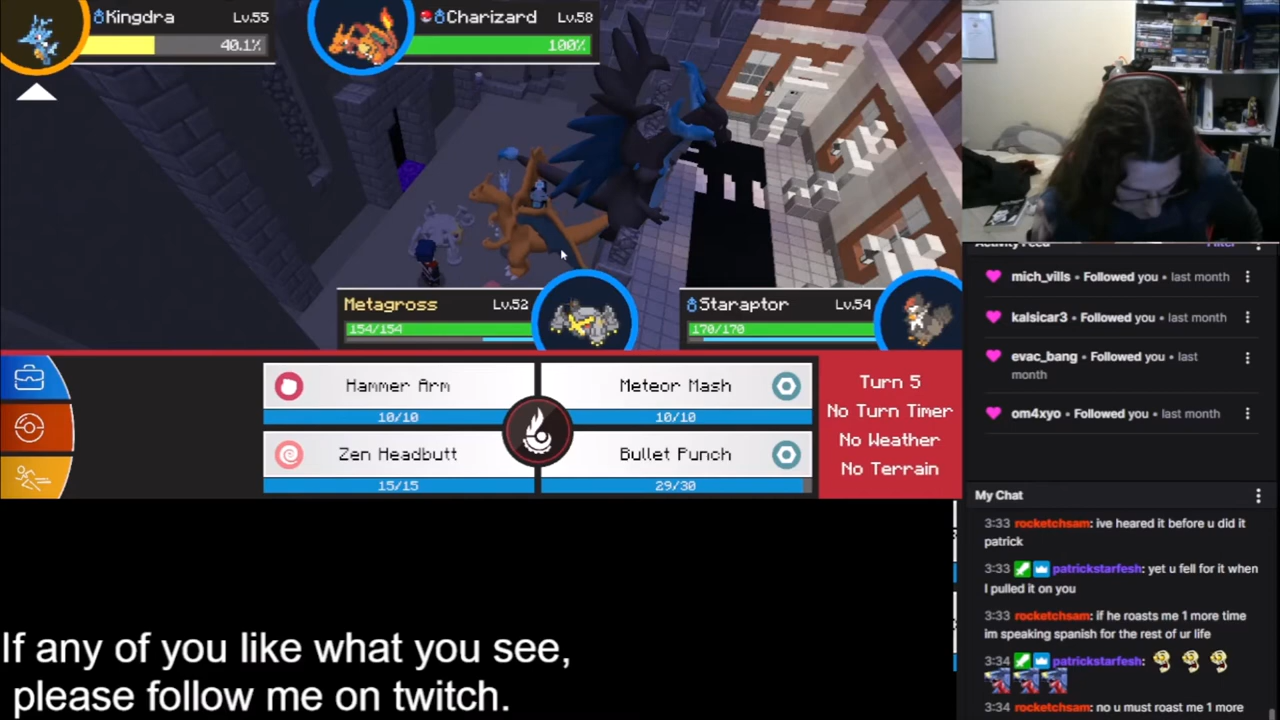 Kingdra Lv.55
40.1%
Charizard Lv.58
100%
Metagross Lv.52
154/154
Staraptor Lv.54
170/170
Hammer Arm
10/10
Meteor Mash
10/10
Zen Headbutt
15/15
Bullet Punch
29/30
Turn 5
No Turn Timer
No Weather
No Terrain
If any of you like what you see,
please follow me on twitch.
Activity Feed Filter
mich_vills • Followed you • last month
kalsicar3 • Followed you • last month
evac_bang • Followed you • last
month
om4xyo • Followed you • last month
My Chat
3:33 rocketchsam: ive heared it before u did it
patrick
3:33 patrickstarfesh: yet u fell for it when
I pulled it on you
3:33 rocketchsam: if he roasts me 1 more time
im speaking spanish for the rest of ur life
3:34 patrickstarfesh:
3:34 rocketchsam: no u must roast me 1 more